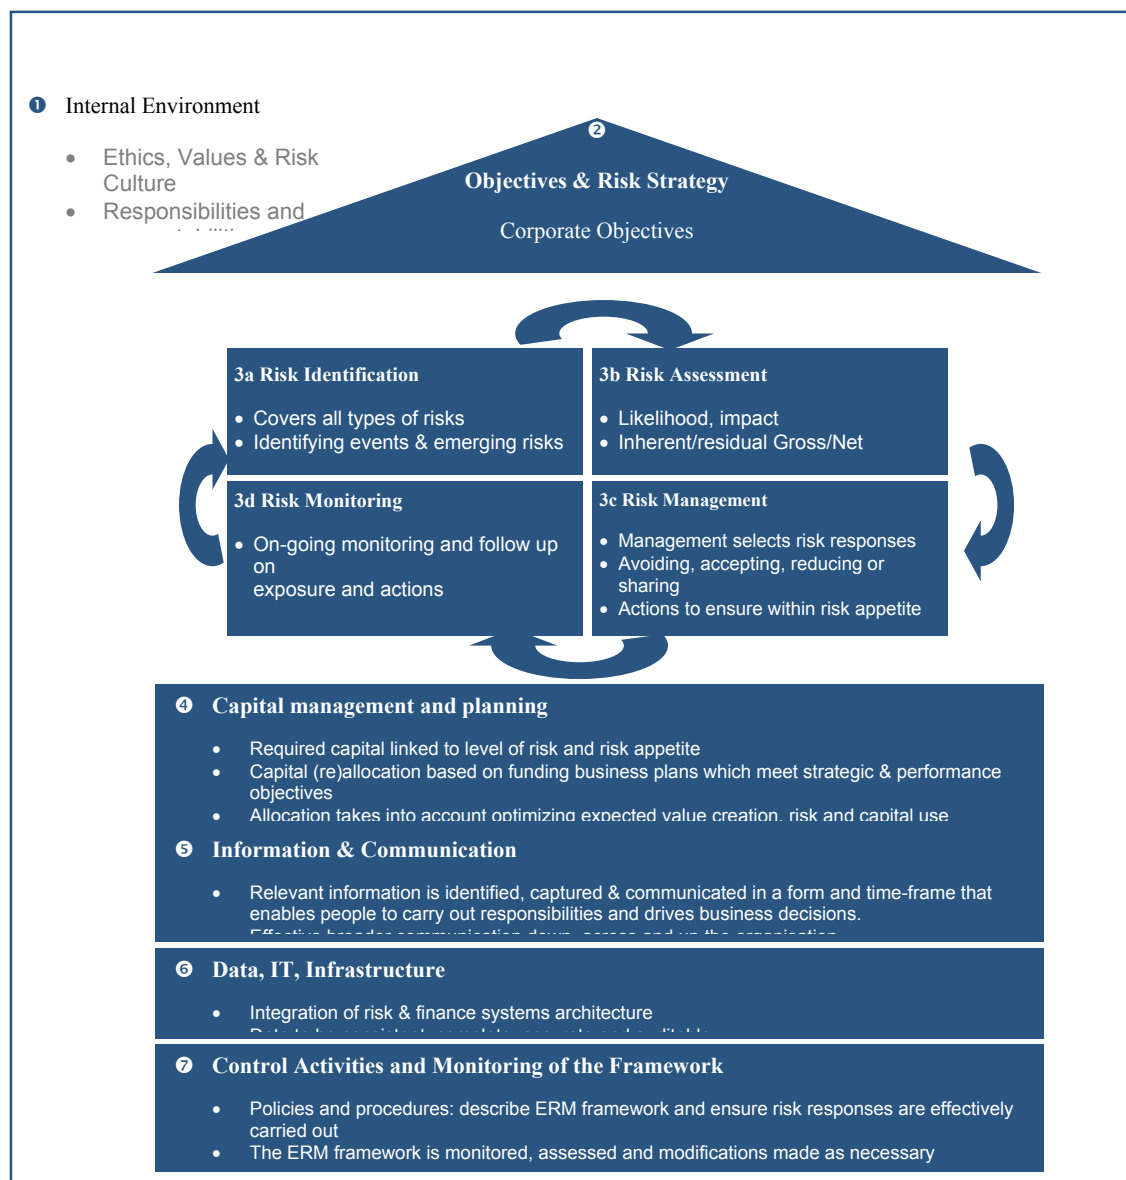 ❶ Internal Environment
• Ethics, Values & Risk
Culture
• Responsibilities and
❷
Objectives & Risk Strategy
Corporate Objectives
3a Risk Identification
• Covers all types of risks
• Identifying events & emerging risks
3b Risk Assessment
• Likelihood, impact
• Inherent/residual Gross/Net
3d Risk Monitoring
• On-going monitoring and follow up
on
exposure and actions
3c Risk Management
• Management selects risk responses
• Avoiding, accepting, reducing or
sharing
• Actions to ensure within risk appetite
❹ Capital management and planning
• Required capital linked to level of risk and risk appetite
• Capital (re)allocation based on funding business plans which meet strategic & performance
objectives
• Allocation takes into account optimizing expected value creation, risk and capital use
❺ Information & Communication
• Relevant information is identified, captured & communicated in a form and time-frame that
enables people to carry out responsibilities and drives business decisions.
Effective broader communication down, across and up the organisation
❻ Data, IT, Infrastructure
• Integration of risk & finance systems architecture
❼ Control Activities and Monitoring of the Framework
• Policies and procedures: describe ERM framework and ensure risk responses are effectively
carried out
• The ERM framework is monitored, assessed and modifications made as necessary